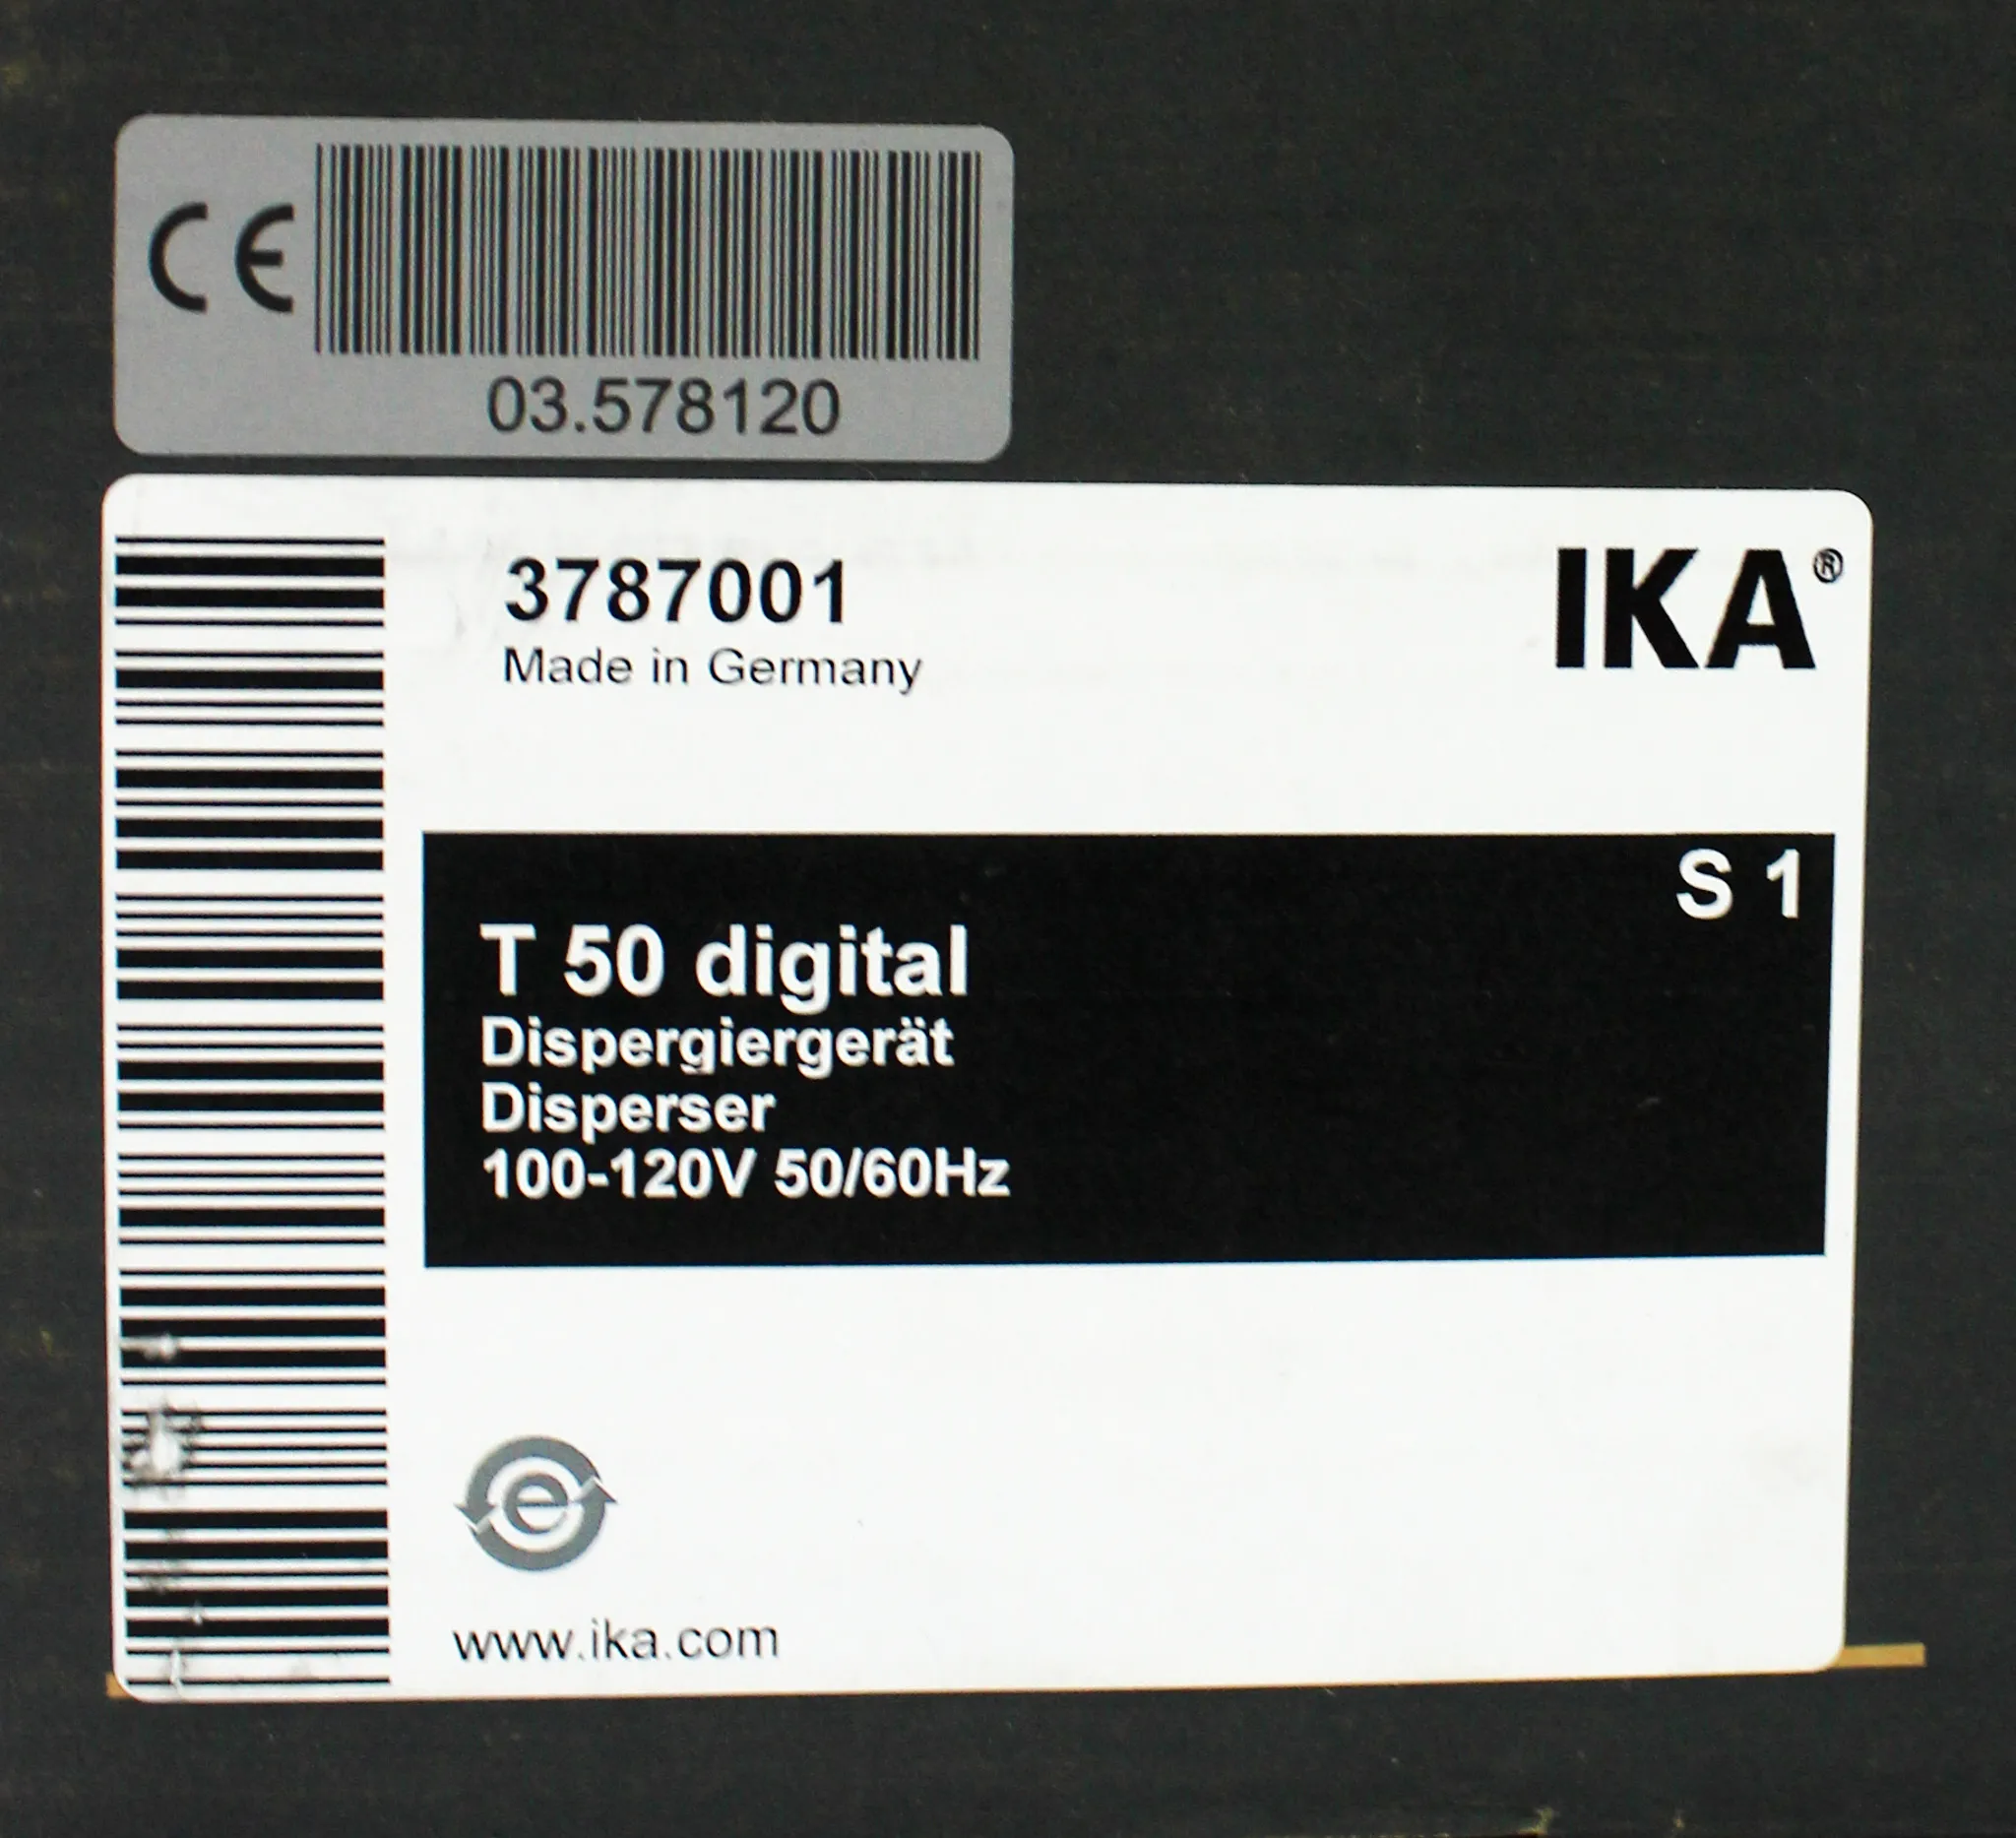 CE
03.578120
3787001
Made in Germany
IKA®
S 1
T 50 digital
Dispergiergerät
Disperser
100-120V 50/60Hz
e
www.ika.com